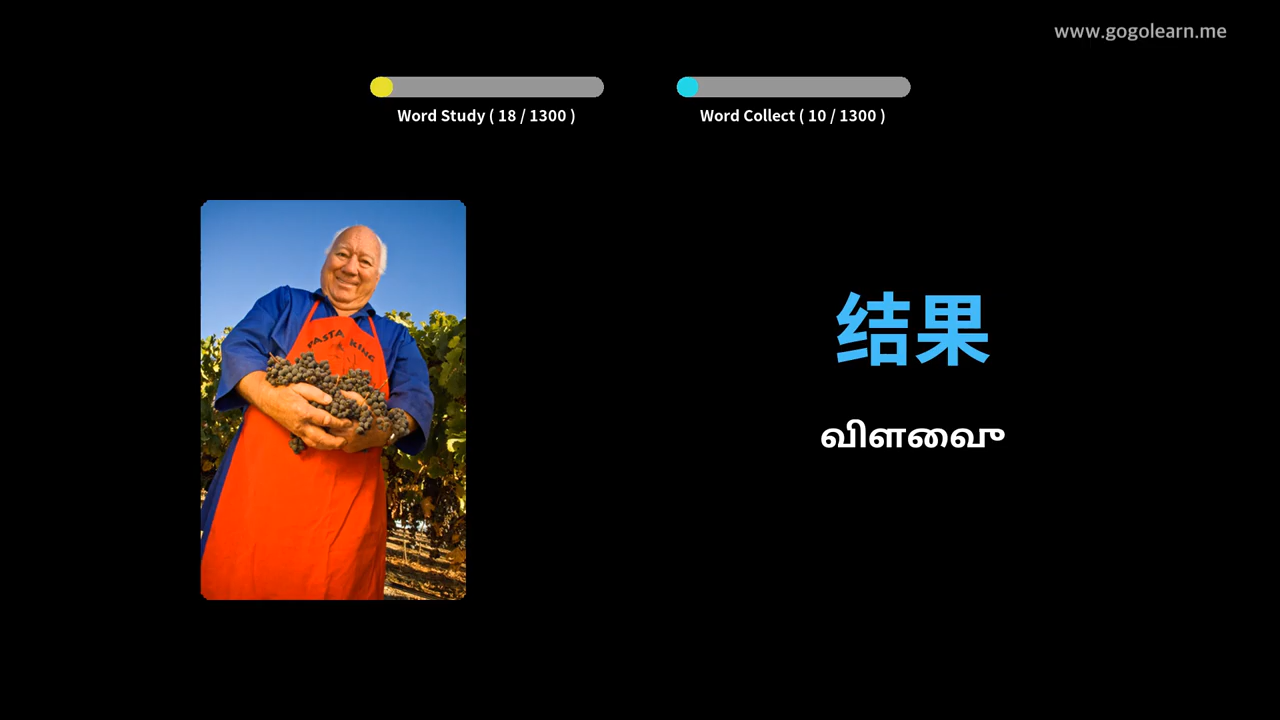 www.gogolearn.me
Word Study ( 18 / 1300 )
Word Collect ( 10 / 1300 )
PASTA KING
结果
விளைவு